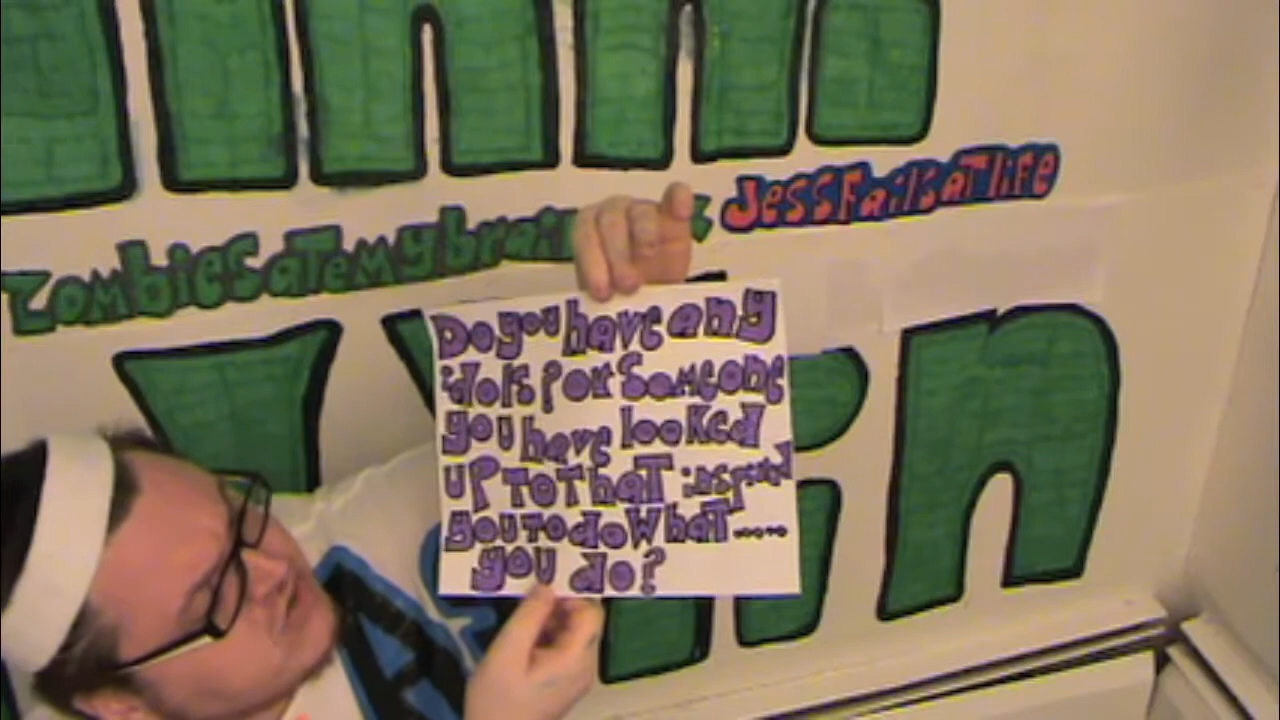 ZombiesaTemybrain
JessFailsaTlife
Do you have any
idols? or Someone
you have looked
up To ThaT inspired
you To do WhaT.....
you do?